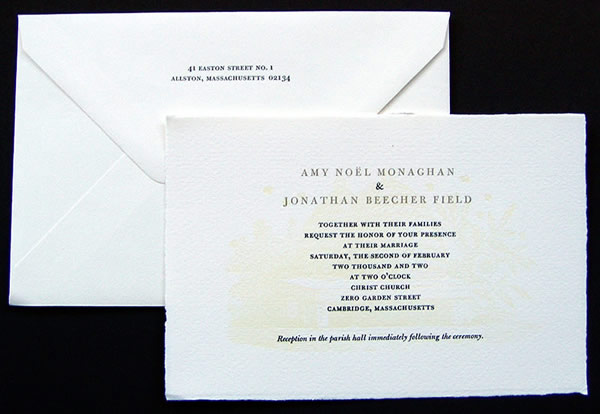 41 EASTON STREET NO. 1
ALLSTON, MASSACHUSETTS 02134
AMY NOËL MONAGHAN
&
JONATHAN BEECHER FIELD
TOGETHER WITH THEIR FAMILIES
REQUEST THE HONOR OF YOUR PRESENCE
AT THEIR MARRIAGE
SATURDAY, THE SECOND OF FEBRUARY
TWO THOUSAND AND TWO
AT TWO O'CLOCK
CHRIST CHURCH
ZERO GARDEN STREET
CAMBRIDGE, MASSACHUSETTS
Reception in the parish hall immediately following the ceremony.